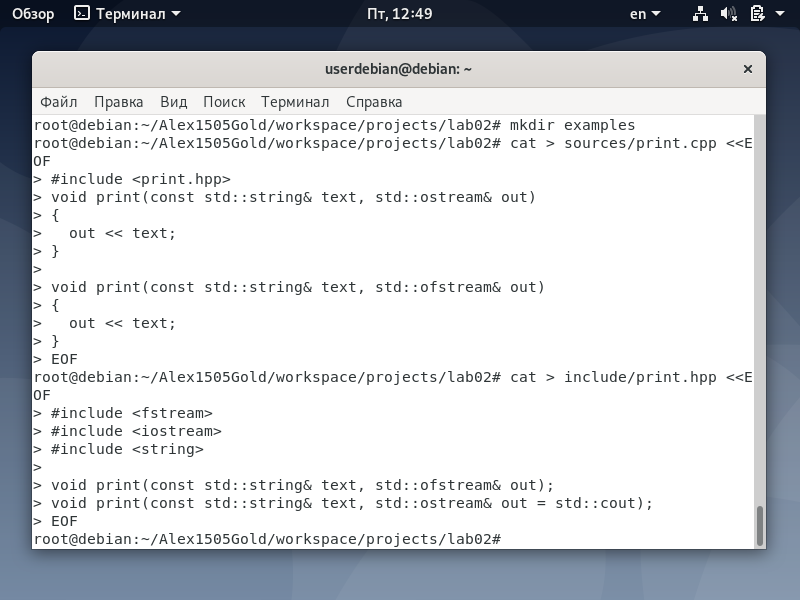 Обзор Терминал Пт, 12:49 en
userdebian@debian: ~
Файл Правка Вид Поиск Терминал Справка
root@debian:~/Alex1505Gold/workspace/projects/lab02# mkdir examples
root@debian:~/Alex1505Gold/workspace/projects/lab02# cat > sources/print.cpp <<E
OF
> #include <print.hpp>
> void print(const std::string& text, std::ostream& out)
> {
>   out << text;
> }
>
> void print(const std::string& text, std::ofstream& out)
> {
>   out << text;
> }
> EOF
root@debian:~/Alex1505Gold/workspace/projects/lab02# cat > include/print.hpp <<E
OF
> #include <fstream>
> #include <iostream>
> #include <string>
>
> void print(const std::string& text, std::ofstream& out);
> void print(const std::string& text, std::ostream& out = std::cout);
> EOF
root@debian:~/Alex1505Gold/workspace/projects/lab02#